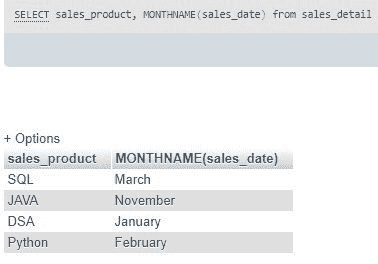 SELECT sales_product, MONTHNAME(sales_date) from sales_detail
+ Options
sales_product MONTHNAME(sales_date)
SQL March
JAVA November
DSA January
Python February